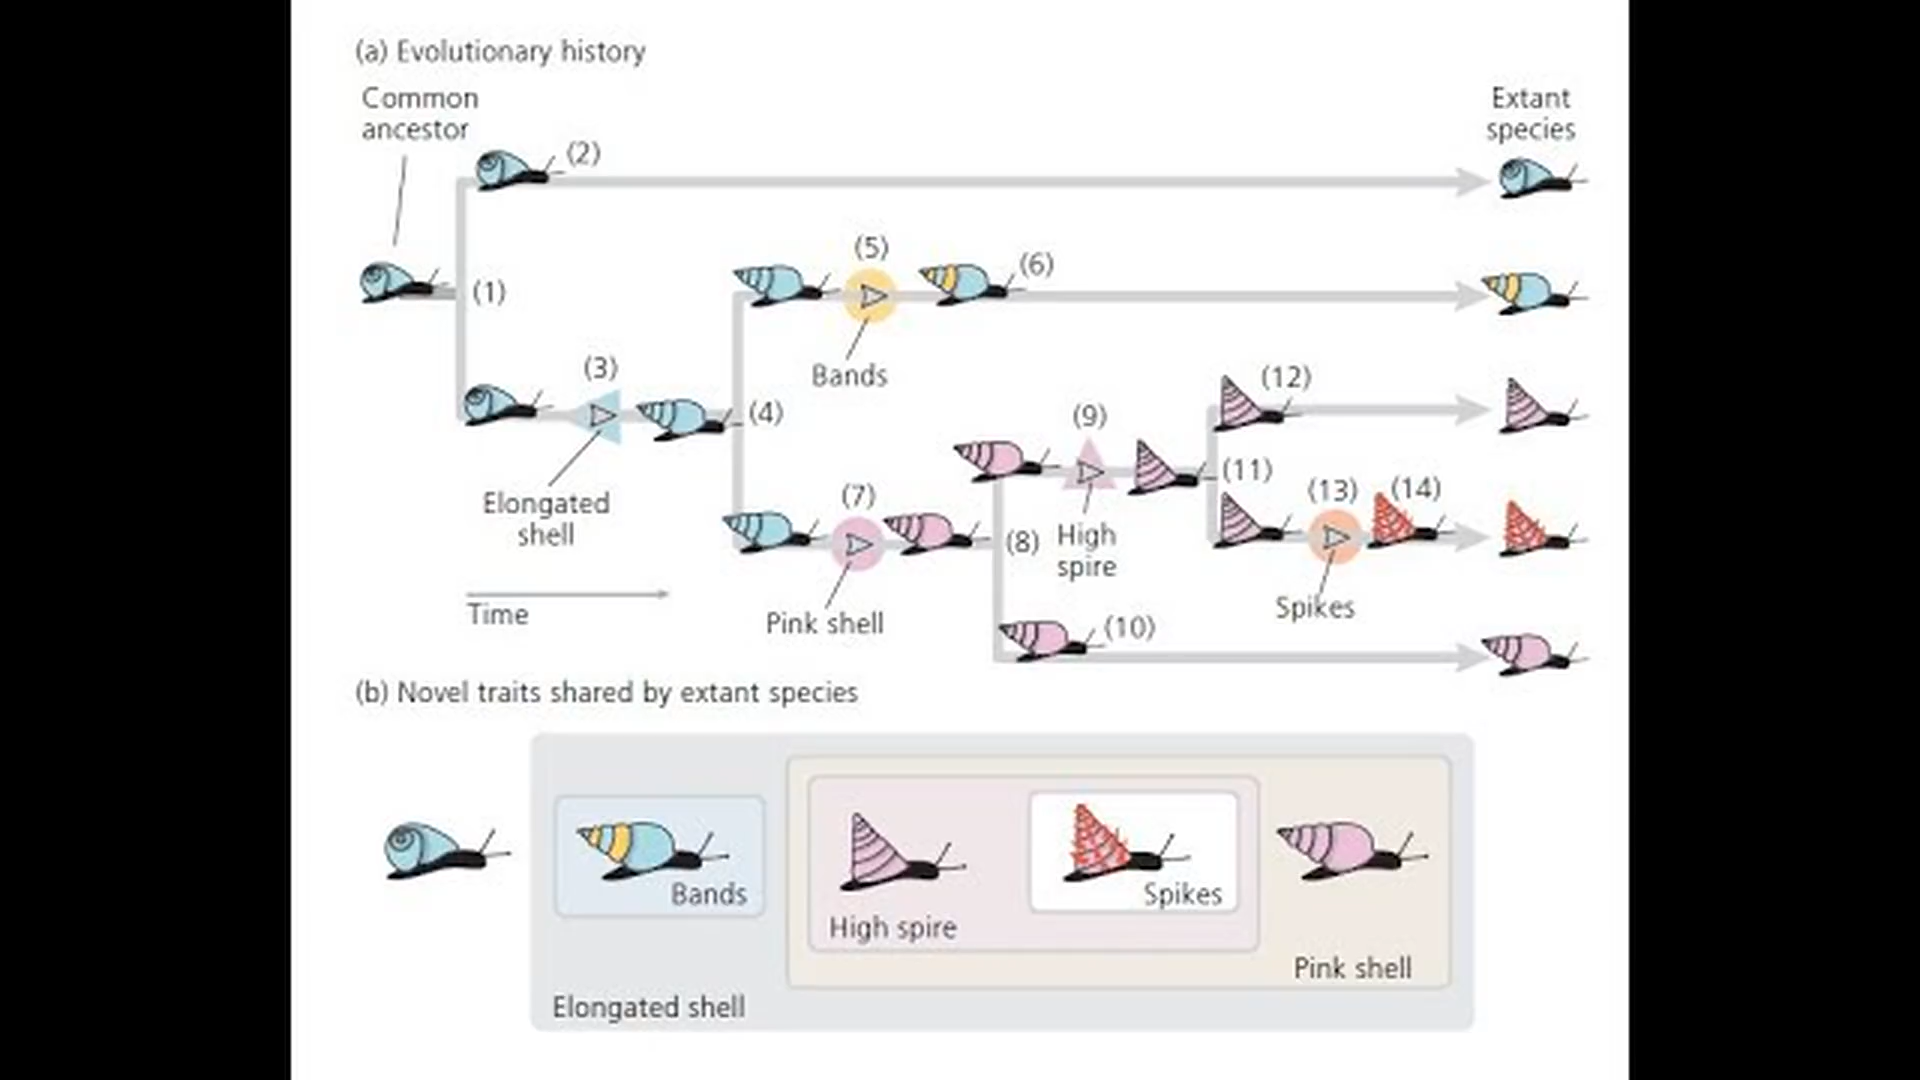 (a) Evolutionary history
Common
ancestor
Extant
species
(2)
(1)
(5)
(6)
Bands
(3)
(4)
Elongated
shell
(12)
(9)
(11)
(7)
(8)
High
spire
(13)
(14)
Spikes
Time
Pink shell
(10)
(b) Novel traits shared by extant species
Bands
Spikes
High spire
Pink shell
Elongated shell